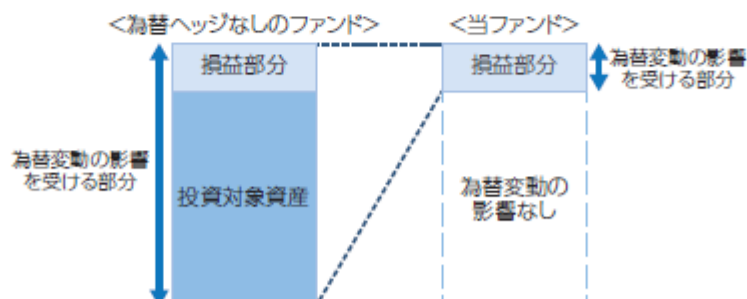 <為替ヘッジなしのファンド>
<当ファンド>
損益部分
損益部分
為替変動の影響
を受ける部分
為替変動の影響
を受ける部分
投資対象資産
為替変動の
影響なし